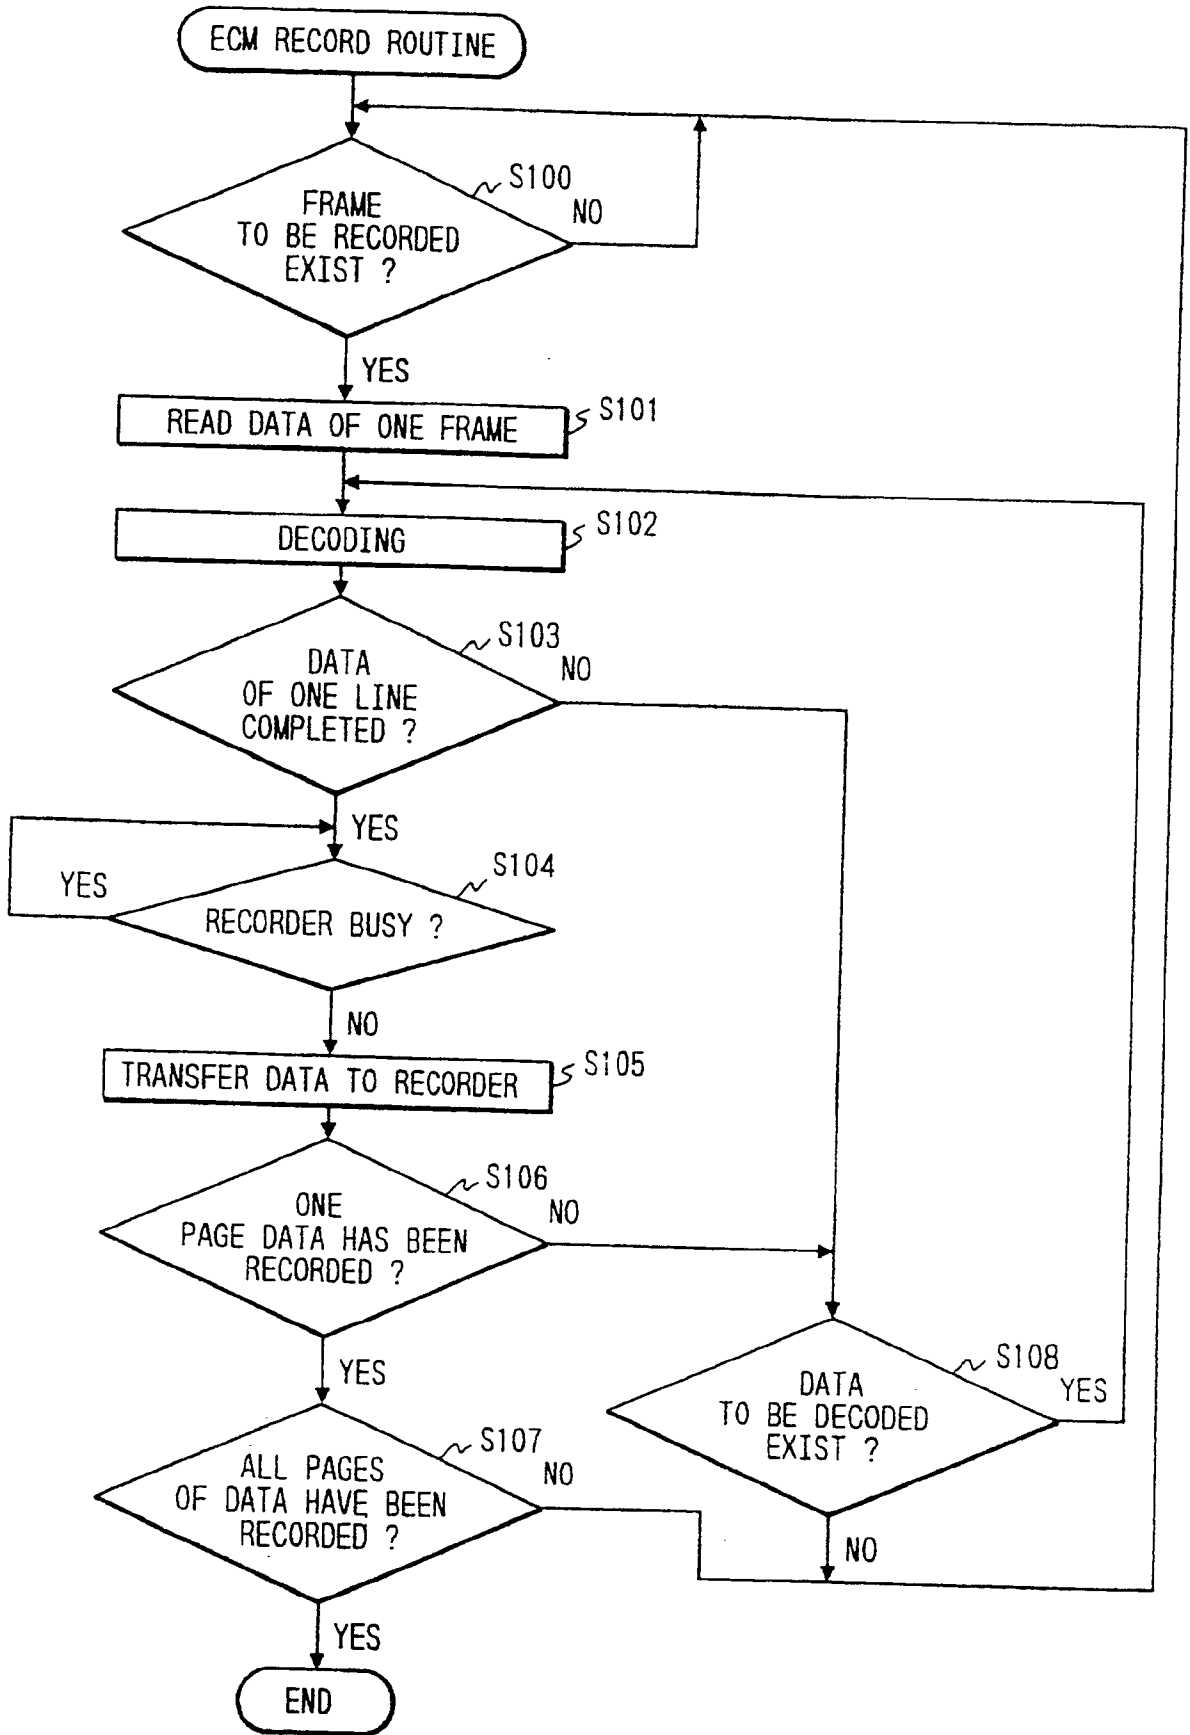 ECM RECORD ROUTINE
S100
FRAME
TO BE RECORDED
EXIST ?
NO
YES
READ DATA OF ONE FRAME
S101
DECODING
S102
S103
DATA
OF ONE LINE
COMPLETED ?
NO
YES
S104
YES
RECORDER BUSY ?
NO
TRANSFER DATA TO RECORDER
S105
S106
ONE
PAGE DATA HAS BEEN
RECORDED ?
NO
YES
S108
DATA
TO BE DECODED
EXIST ?
YES
NO
S107
ALL PAGES
OF DATA HAVE BEEN
RECORDED ?
NO
YES
END